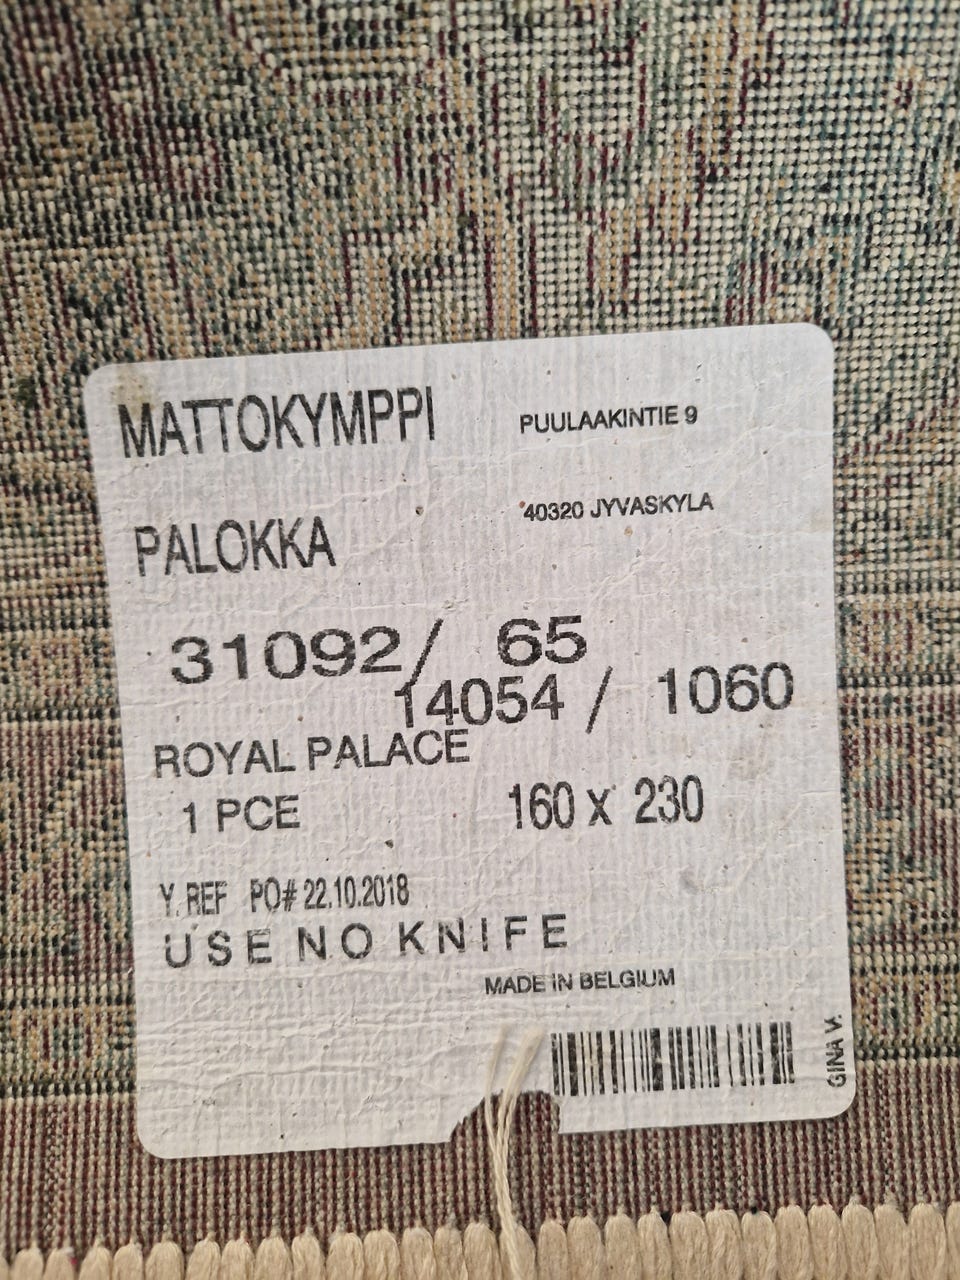 MATTOKYMPPI PUULAAKINTIE 9
PALOKKA 40320 JYVASKYLA
31092/ 65
14054 / 1060
ROYAL PALACE
1 PCE 160 x 230
Y. REF PO# 22.10.2018
USE NO KNIFE
MADE IN BELGIUM
GINA V.